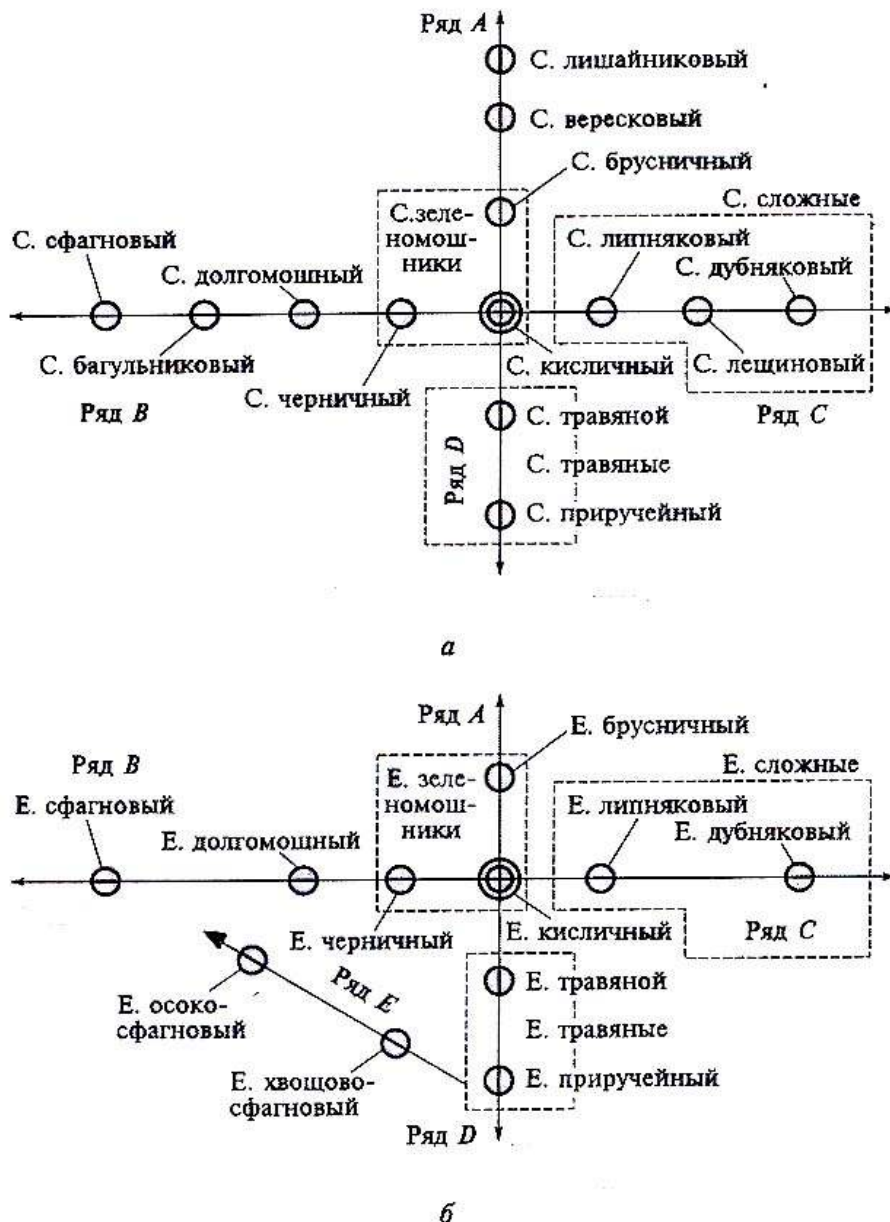 Ряд A
С. лишайниковый
С. вересковый
С. брусничный
С. зеле-
номош-
ники
С. сложные
С. сфагновый
С. липняковый
С. долгомошный
С. дубняковый
С. багульниковый
С. кисличный
С. лещиновый
С. черничный
Ряд B
Ряд C
С. травяной
Ряд D
С. травяные
С. приручейный
а
Ряд A
Е. брусничный
Ряд B
Е. зеле-
номош-
ники
Е. сложные
Е. сфагновый
Е. липняковый
Е. долгомошный
Е. дубняковый
Е. черничный
Е. кисличный
Ряд C
Ряд E
Е. травяной
Е. осоко-
сфагновый
Е. травяные
Е. хвощово-
сфагновый
Е. приручейный
Ряд D
б